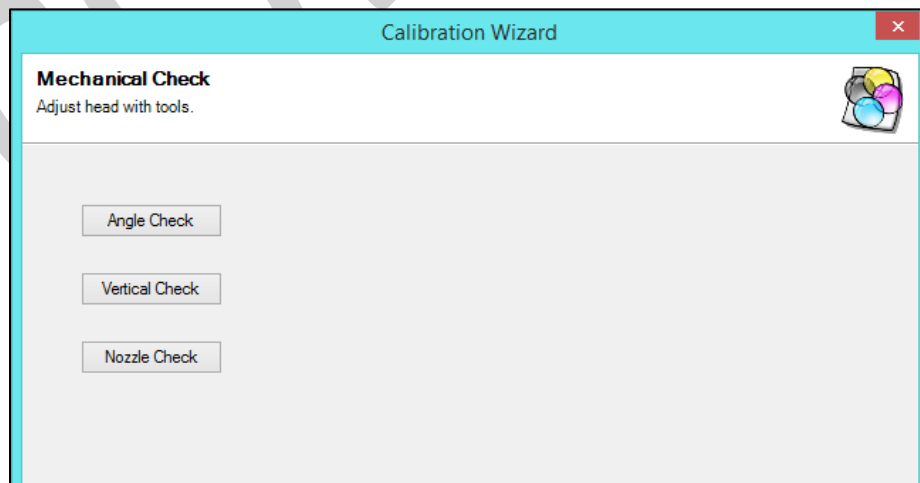 Calibration Wizard
Mechanical Check
Adjust head with tools.
Angle Check
Vertical Check
Nozzle Check